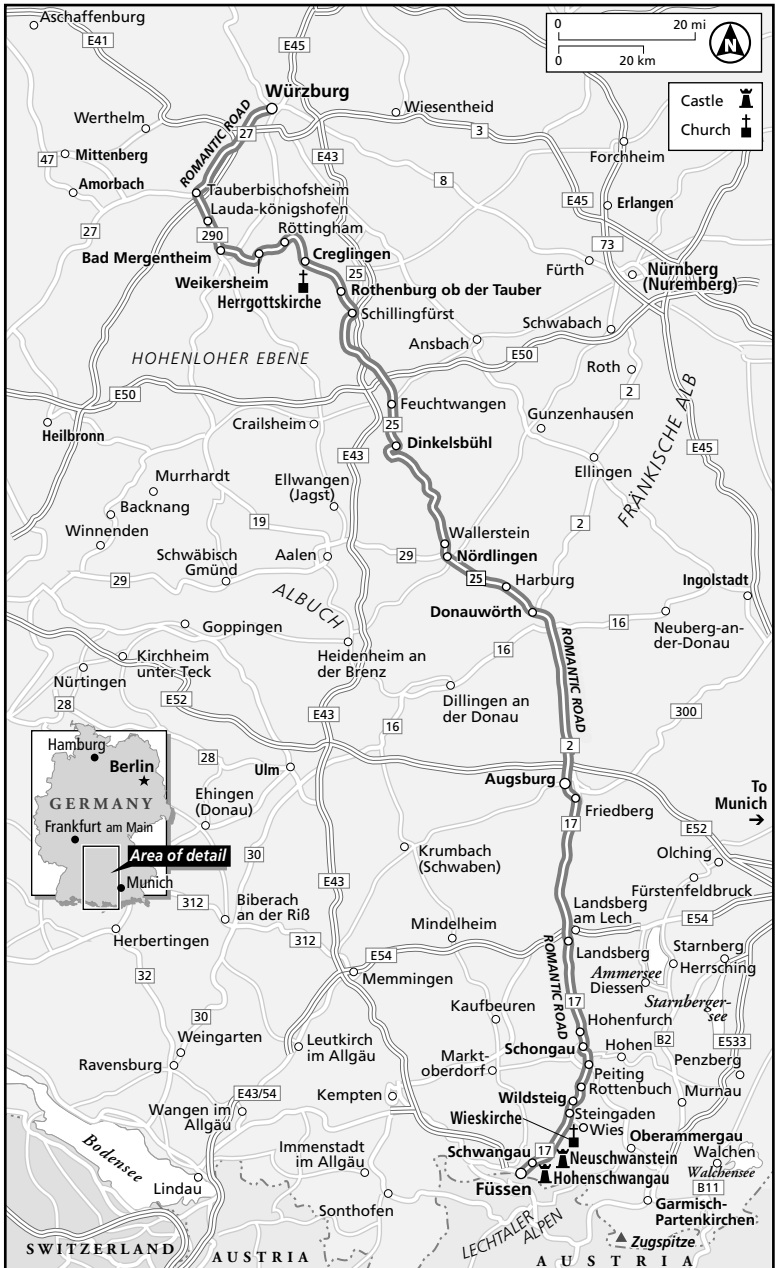 Aschaffenburg
E41
E45
0
20 mi
0
20 km
N
Castle
Church
Würzburg
Wiesentheid
Werthelm
ROMANTIC ROAD
27
3
47
Mittenberg
E43
Forchheim
Amorbach
Tauberbischofsheim
8
E45
Erlangen
Lauda-königshofen
27
290
Röttingham
73
Bad Mergentheim
Creglingen
Fürth
Nürnberg
(Nuremberg)
Weikersheim
25
Herrgottskirche
Rothenburg ob der Tauber
Schillingfürst
Schwabach
Ansbach
HOHENLOHER EBENE
E50
Roth
E50
2
Feuchtwangen
Crailsheim
25
Gunzenhausen
Heilbronn
Dinkelsbühl
E43
E45
FRÄNKISCHE ALB
Murrhardt
Ellwangen
(Jagst)
Ellingen
Backnang
19
2
Winnenden
Wallerstein
Schwäbisch
Gmünd
Aalen
29
Nördlingen
29
25
Harburg
Ingolstadt
ALBUCH
Donauwörth
Goppingen
16
Neuberg-an-
der-Donau
Kirchheim
unter Teck
Heidenheim an
der Brenz
16
ROMANTIC ROAD
Nürtingen
E52
Dillingen an
der Donau
28
E43
16
300
2
Hamburg
28
Ulm
Berlin
Augsburg
To
Munich
GERMANY
Ehingen
(Donau)
Friedberg
17
Frankfurt am Main
E52
Area of detail
30
Krumbach
(Schwaben)
Olching
Munich
E43
Fürstenfeldbruck
312
Biberach
an der Riß
Landsberg
am Lech
E54
Mindelheim
Herbertingen
312
E54
ROMANTIC ROAD
Landsberg
Starnberg
Memmingen
Ammersee
Herrsching
32
Diessen
17
Kaufbeuren
Starnberger-
see
30
Hohenfurch
Weingarten
Leutkirch
im Allgäu
Schongau
Hohen
B2
E533
Ravensburg
Markt-
oberdorf
Peiting
Penzberg
Rottenbuch
E43/54
Kempten
Wildsteig
Murnau
Wangen im
Allgäu
Wieskirche
Steingaden
Wies
Oberammergau
Bodensee
Immenstadt
im Allgäu
Schwangau
17
Neuschwanstein
Walchen
Walchensee
Lindau
Füssen
Hohenschwangau
B11
Sonthofen
Garmisch-
Partenkirchen
LECHTALER
ALPEN
Zugspitze
SWITZERLAND
AUSTRIA
AUSTRIA